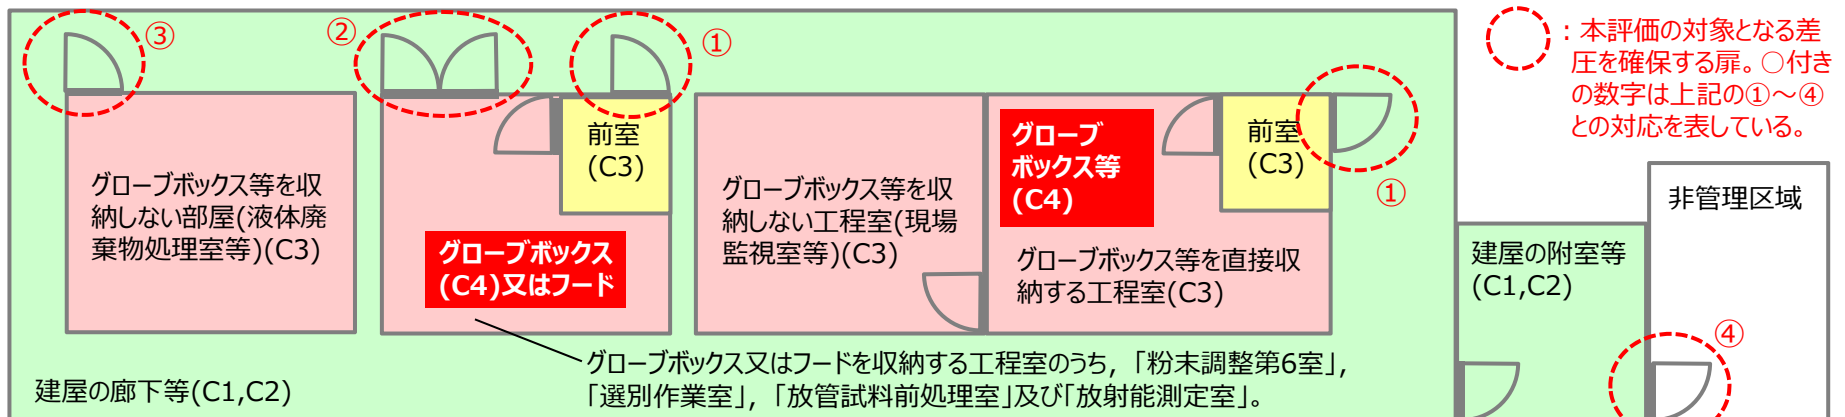 ③
②
①
：本評価の対象となる差
圧を確保する扉。○付き
の数字は上記の①～④
との対応を表している。
グローブボックス等を収
納しない部屋(液体廃
棄物処理室等)(C3)
前室
(C3)
グローブボックス
(C4)又はフード
グローブボックス等を収
納しない工程室(現場
監視室等)(C3)
グローブ
ボックス等
(C4)
前室
(C3)
①
グローブボックス等を直接収
納する工程室(C3)
非管理区域
建屋の附室等
(C1,C2)
④
グローブボックス又はフードを収納する工程室のうち，「粉末調整第6室」，
「選別作業室」，「放管試料前処理室」及び「放射能測定室」。
建屋の廊下等(C1,C2)